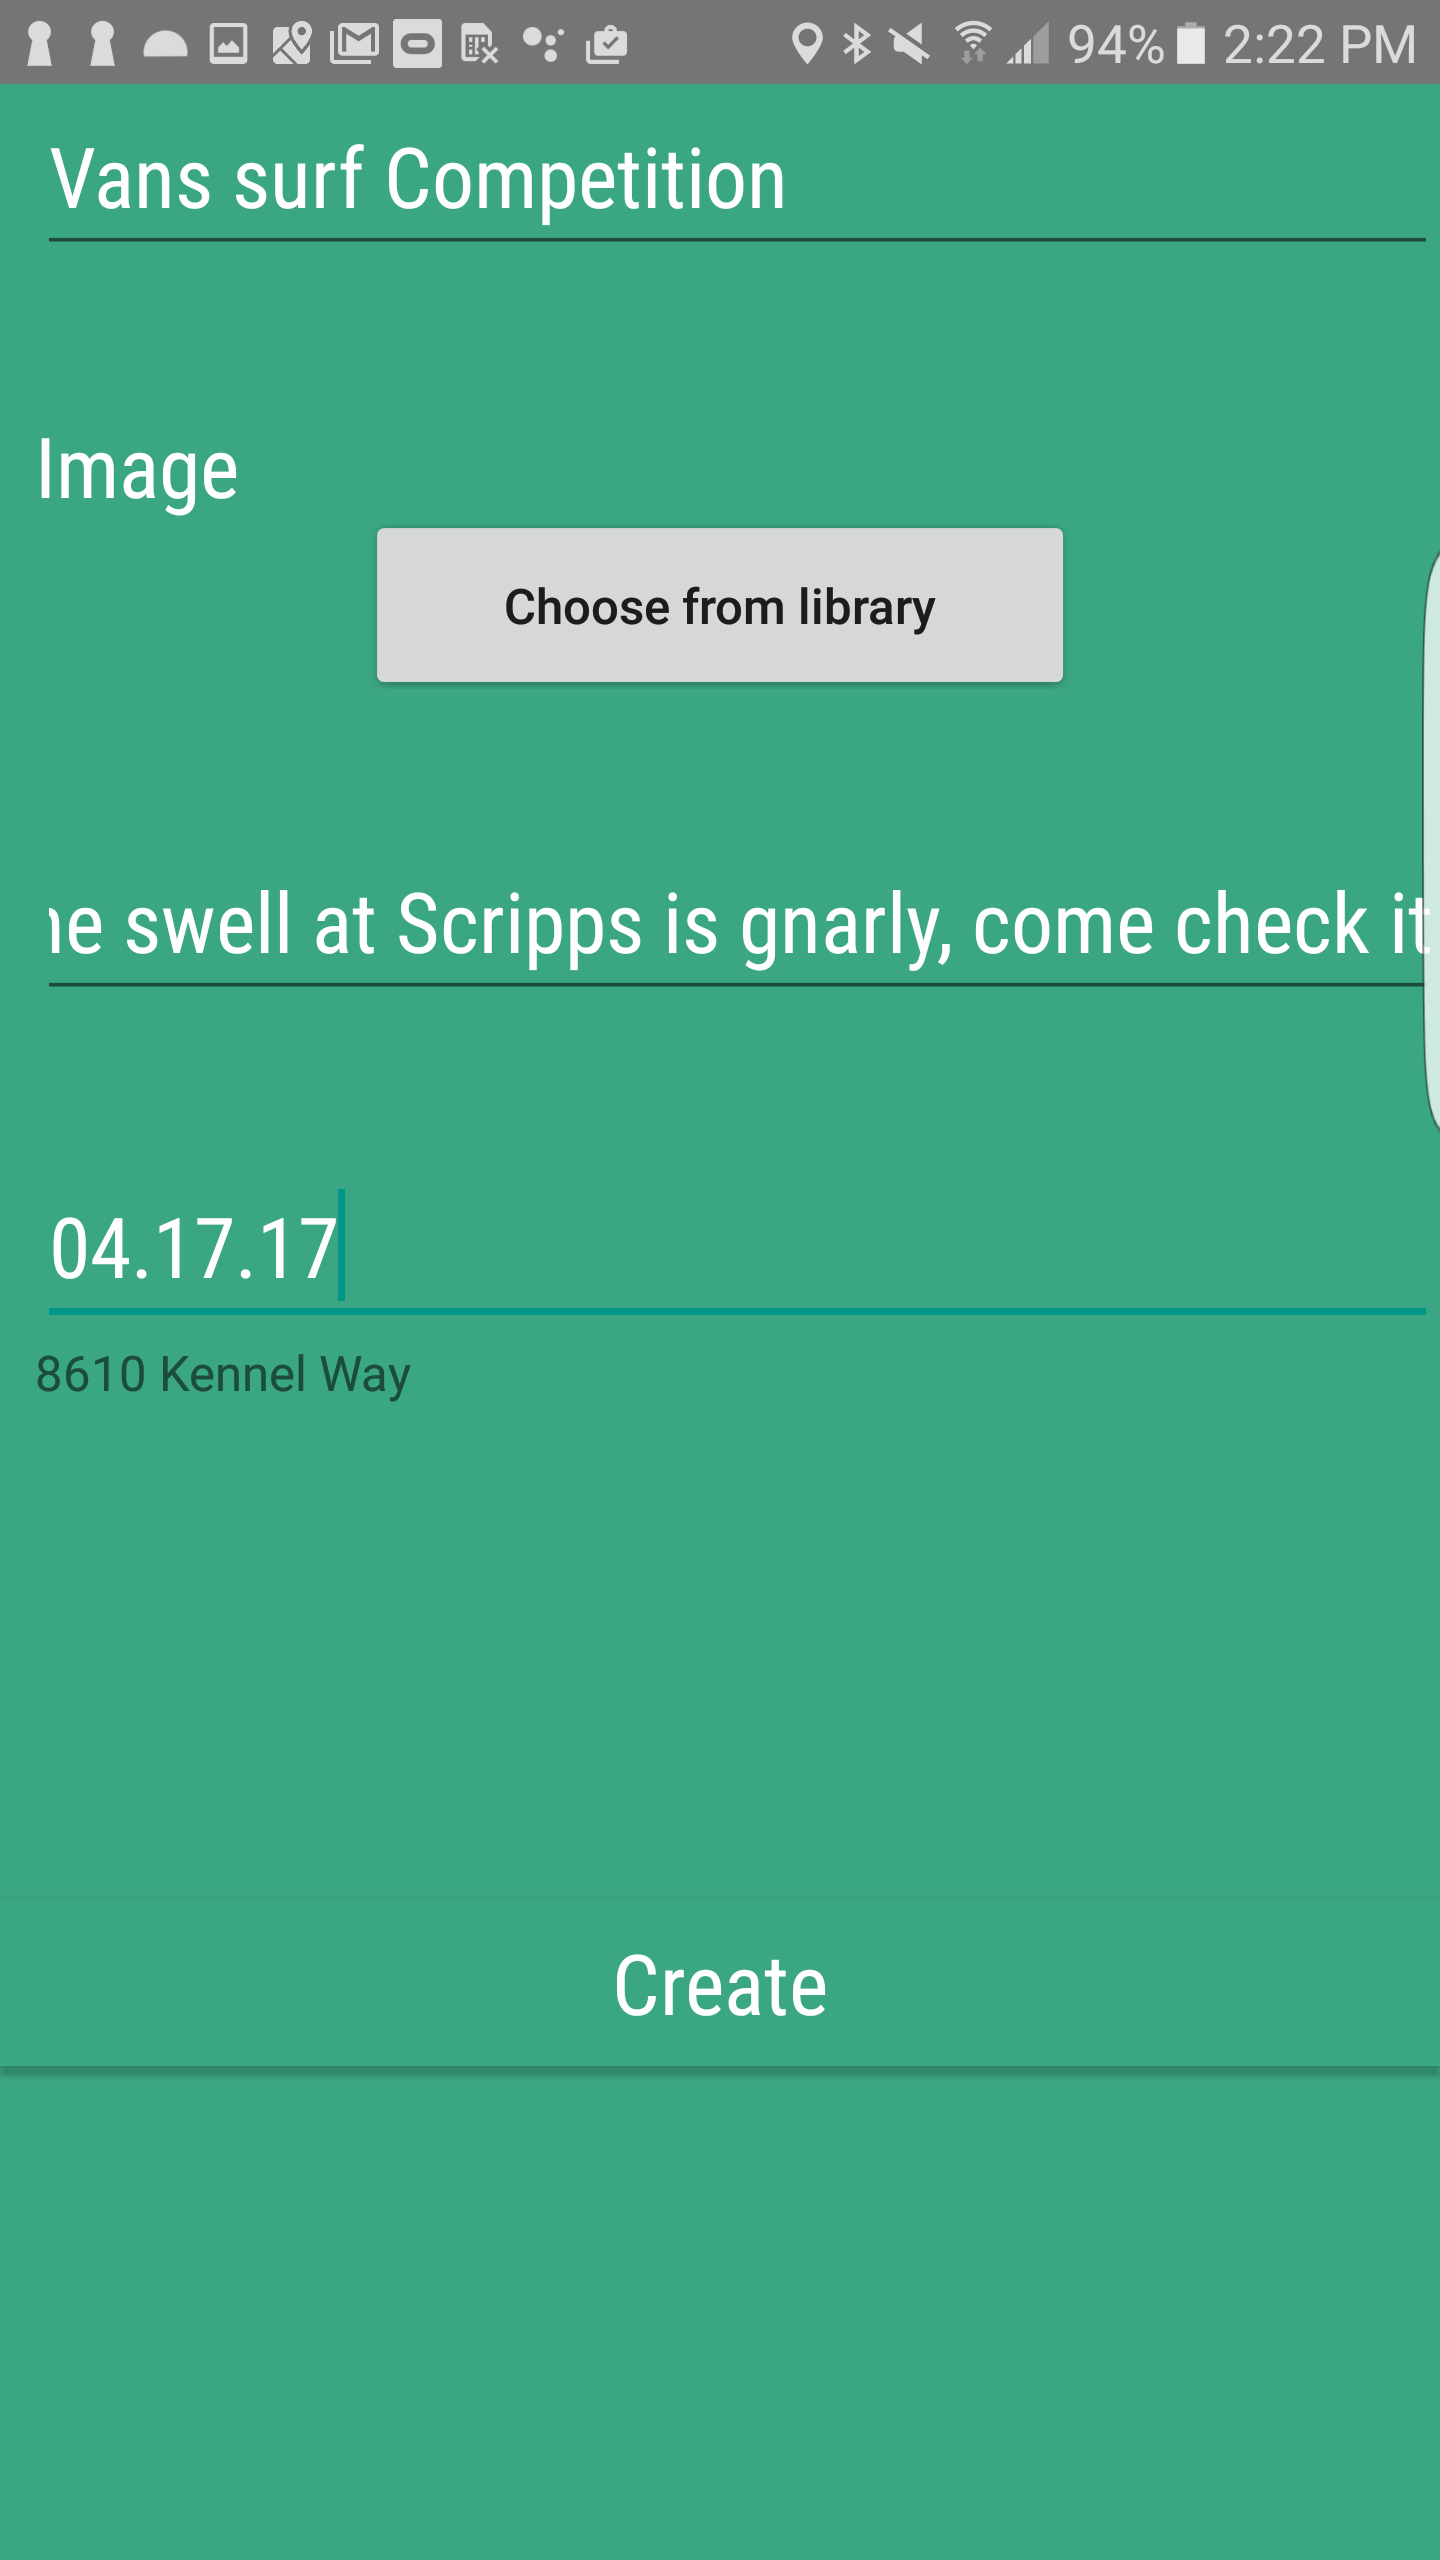 94% 2:22 PM
Vans surf Competition
Image
Choose from library
swell at Scripps is gnarly, come check it
04.17.17
8610 Kennel Way
Create